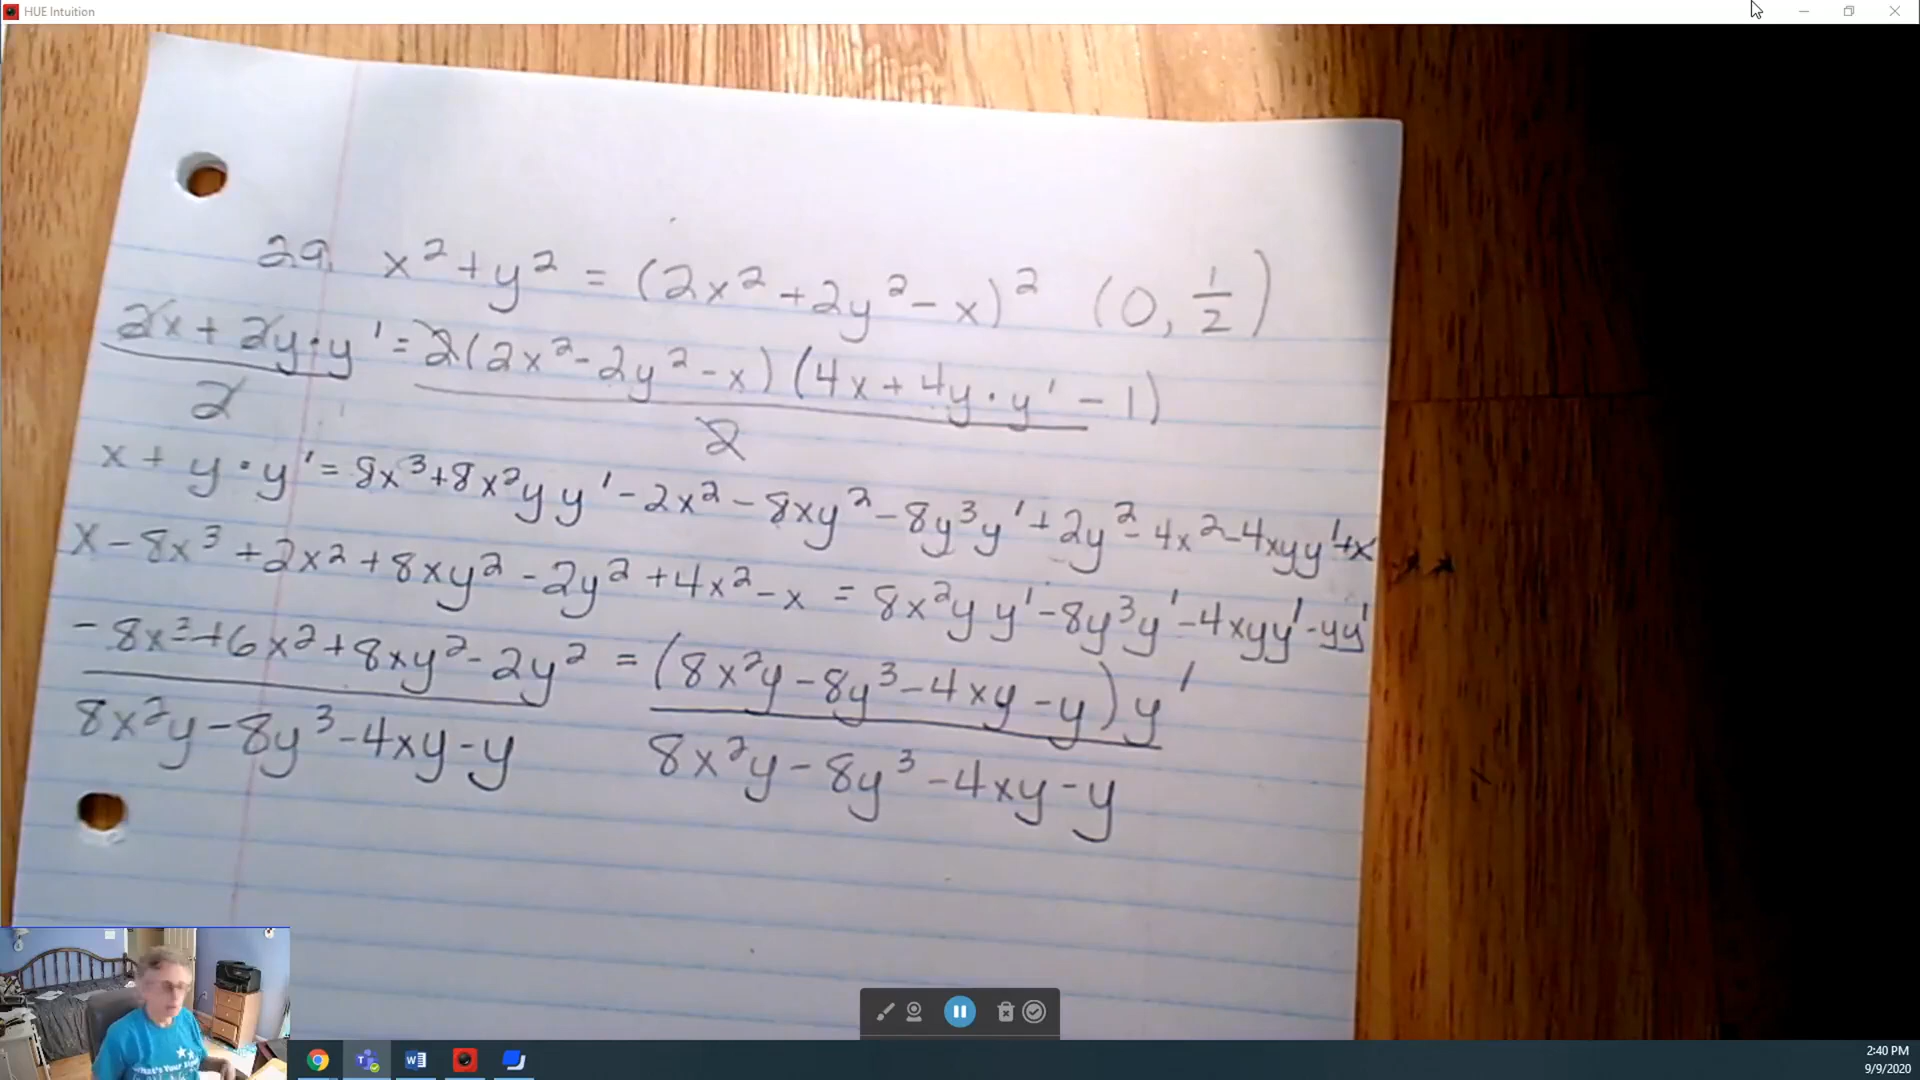 HUE Intuition
29. x² + y² = (2x² + 2y² - x)² (0, 1/2)
2x + 2y·y' = 2(2x² - 2y² - x)(4x + 4y·y' - 1)
2 2
x + y·y' = 8x³ + 8x²yy' - 2x² - 8xy² - 8y³y' + 2y² - 4x² - 4xyy' + x
x - 8x³ + 2x² + 8xy² - 2y² + 4x² - x = 8x²yy' - 8y³y' - 4xyy' - yy'
-8x³ + 6x² + 8xy² - 2y² = (8x²y - 8y³ - 4xy - y)y'
8x²y - 8y³ - 4xy - y 8x²y - 8y³ - 4xy - y
2:40 PM
9/9/2020